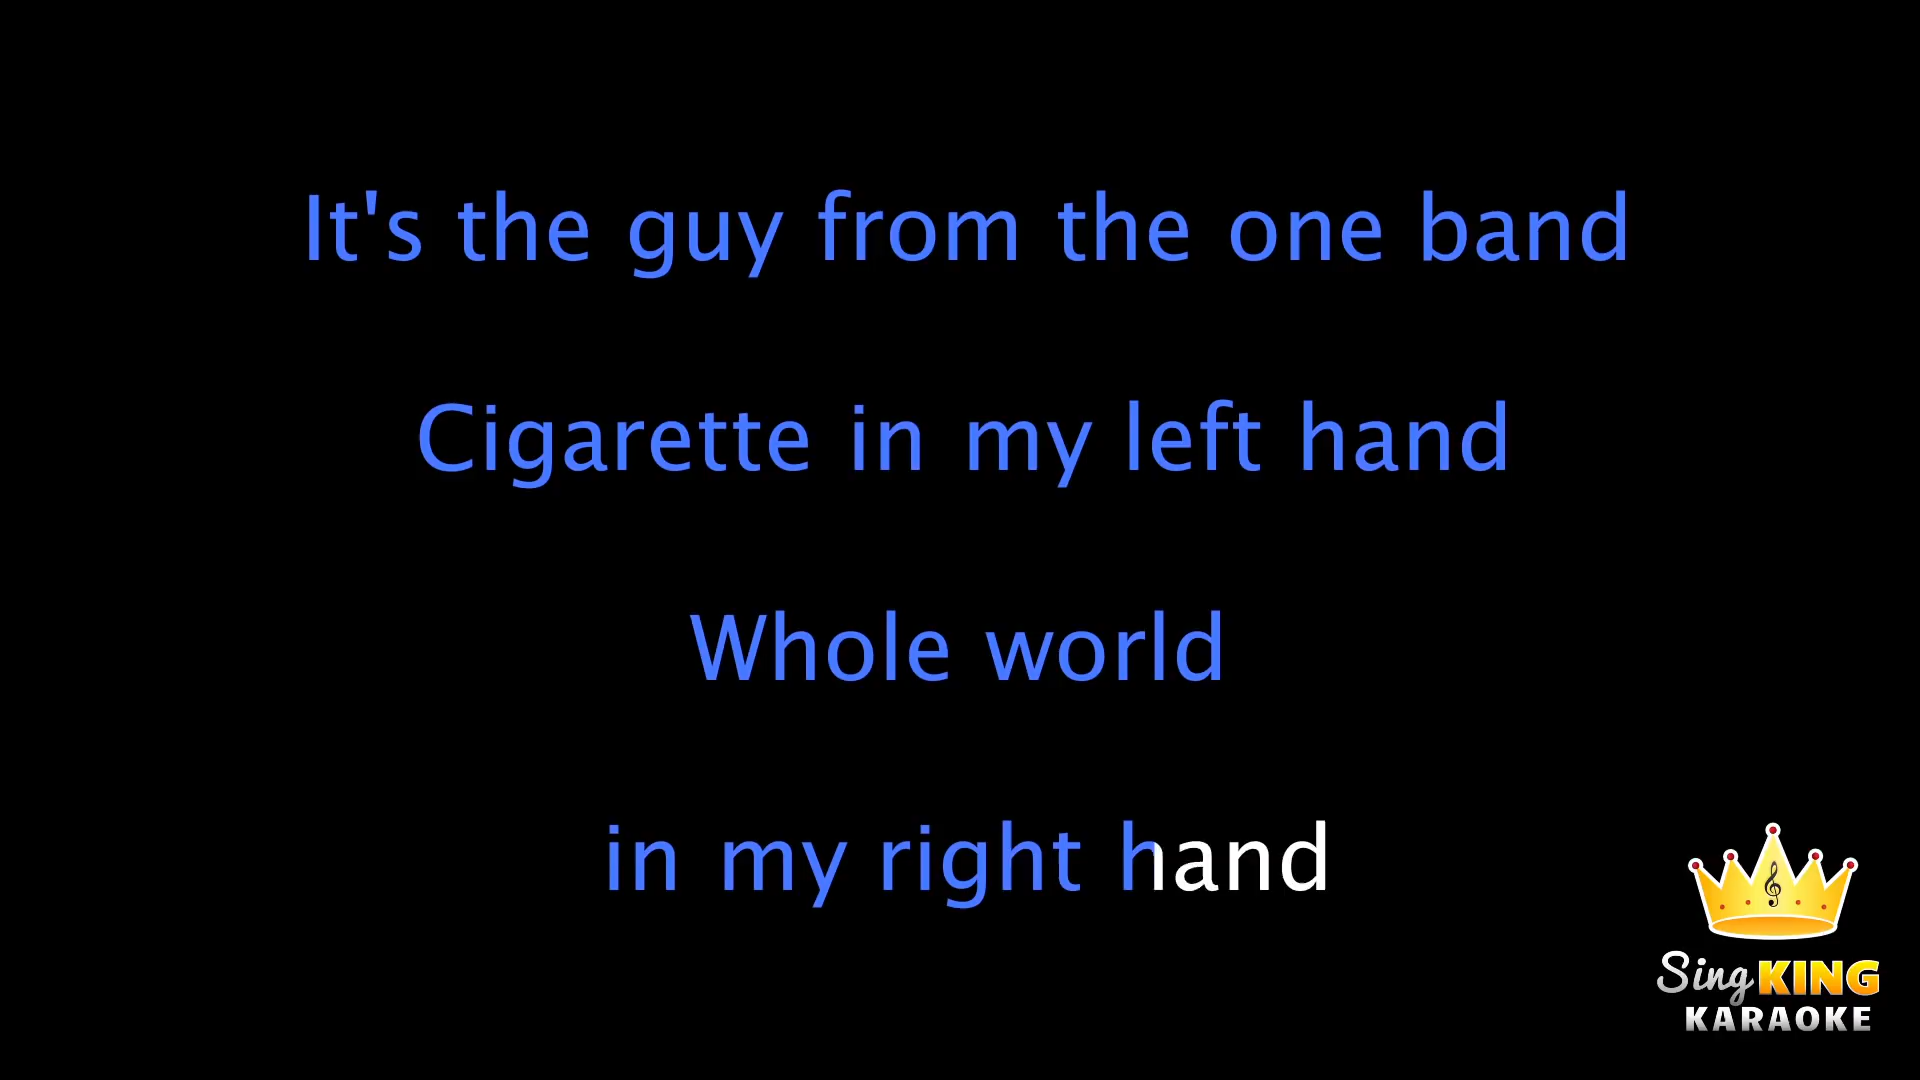 It's the guy from the one band
Cigarette in my left hand
Whole world
in my right hand
Sing KING
KARAOKE